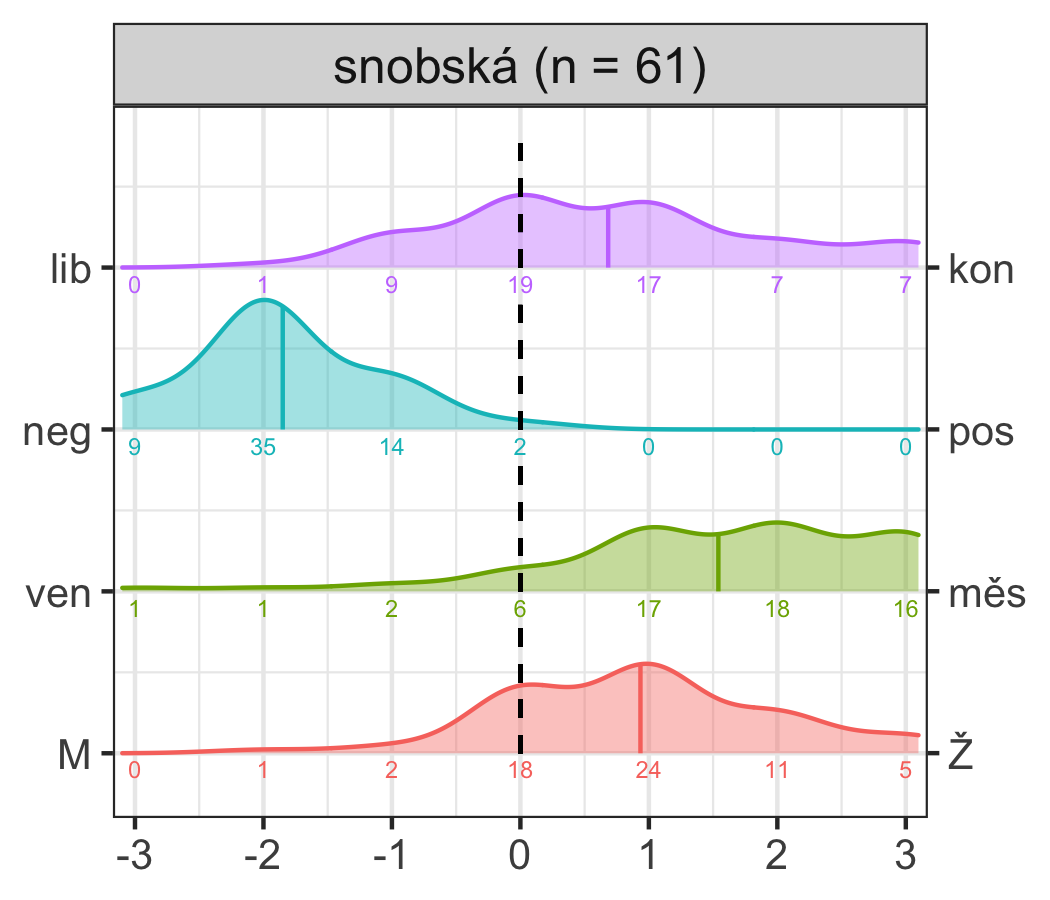 snobská (n = 61)
lib kon
0 1 9 19 17 7 7
neg pos
9 35 14 2 0 0 0
ven měs
1 1 2 6 17 18 16
M Ž
0 1 2 18 24 11 5
-3 -2 -1 0 1 2 3